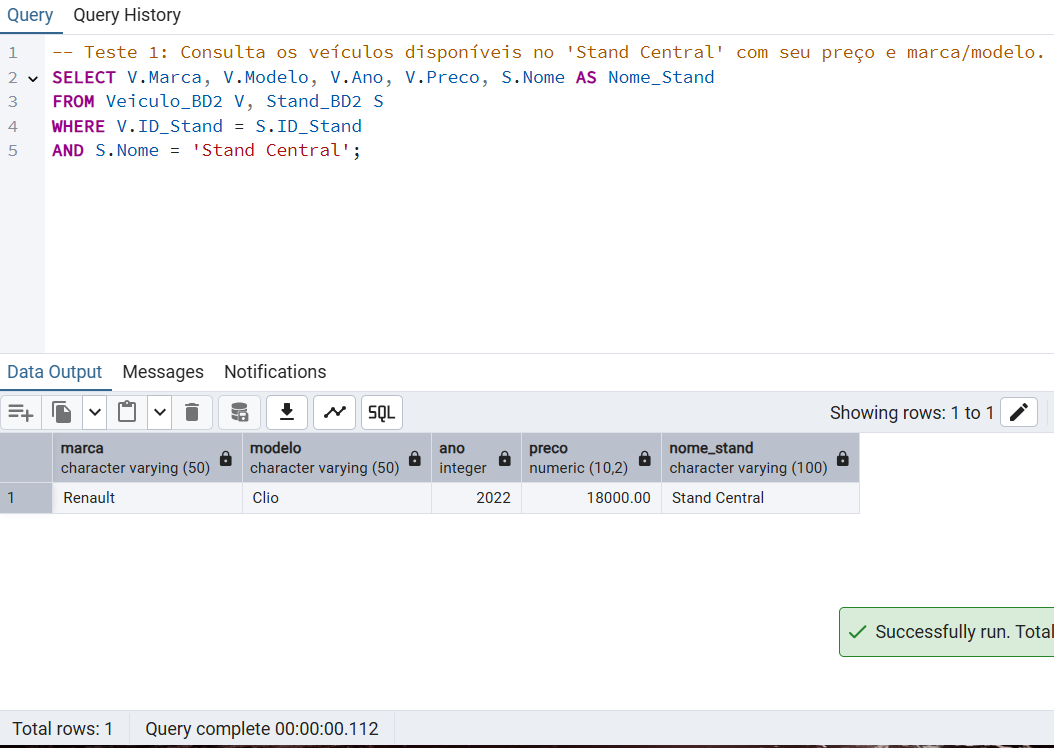 Query Query History
1 -- Teste 1: Consulta os veículos disponíveis no 'Stand Central' com seu preço e marca/modelo.
2 SELECT V.Marca, V.Modelo, V.Ano, V.Preco, S.Nome AS Nome_Stand
3 FROM Veiculo_BD2 V, Stand_BD2 S
4 WHERE V.ID_Stand = S.ID_Stand
5 AND S.Nome = 'Stand Central';
Data Output Messages Notifications
SQL Showing rows: 1 to 1
marca modelo ano preco nome_stand
character varying (50) character varying (50) integer numeric (10,2) character varying (100)
1 Renault Clio 2022 18000.00 Stand Central
Successfully run. Total
Total rows: 1 Query complete 00:00:00.112